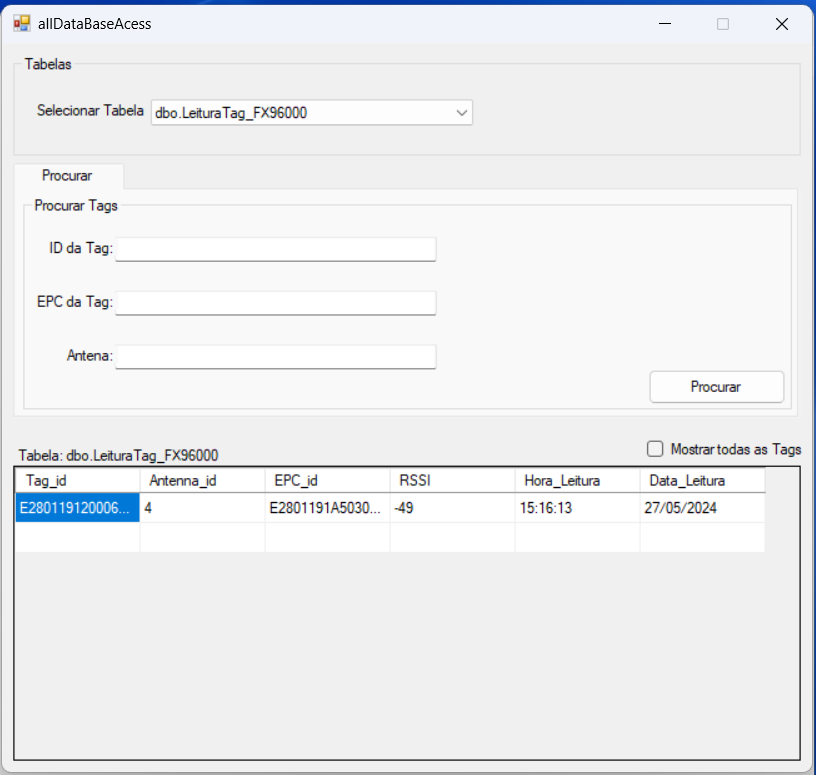 allDataBaseAcess
Tabelas
Selecionar Tabela dbo.LeituraTag_FX96000
Procurar
Procurar Tags
ID da Tag:
EPC da Tag:
Antena:
Procurar
Mostrar todas as Tags
Tabela: dbo.LeituraTag_FX96000
Tag_id Antenna_id EPC_id RSSI Hora_Leitura Data_Leitura
E280119120006... 4 E2801191A5030... -49 15:16:13 27/05/2024